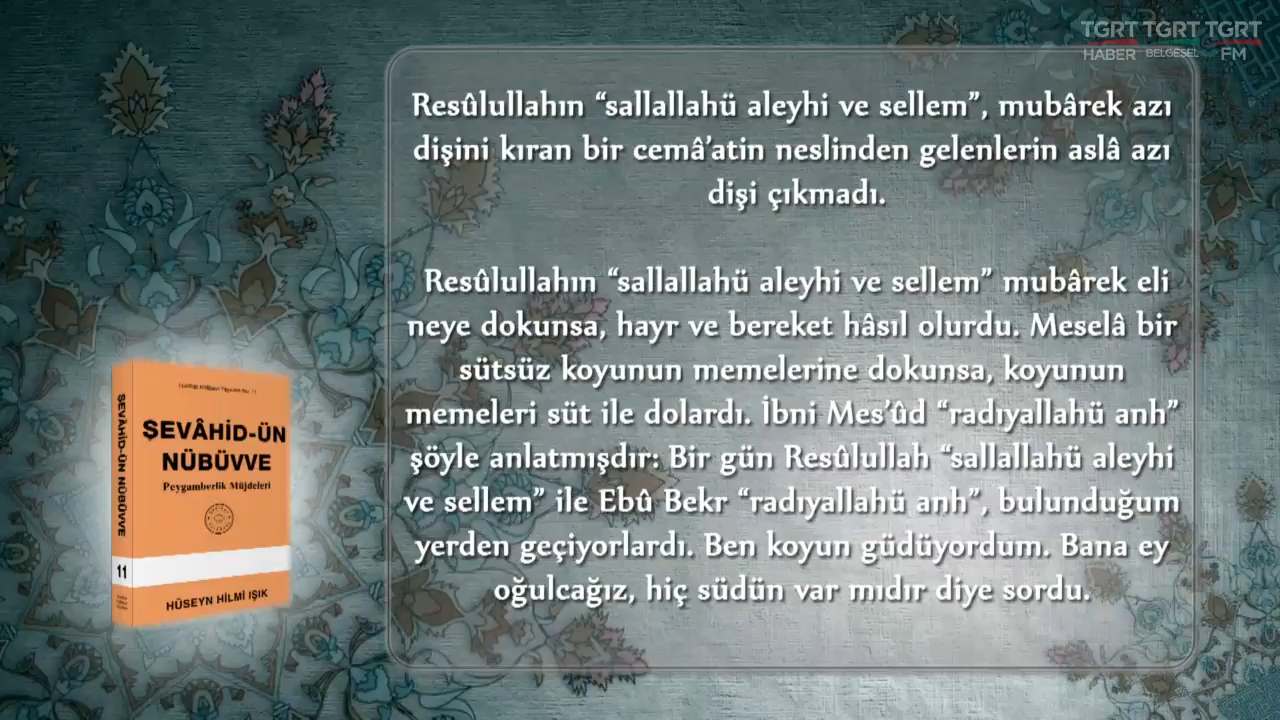 TGRT TGRT TGRT
HABER BELGESEL FM
Resûlullahın “sallallahü aleyhi ve sellem”, mubârek azı
dişini kıran bir cemâ’atin neslinden gelenlerin aslâ azı
dişi çıkmadı.
Resûlullahın “sallallahü aleyhi ve sellem” mubârek eli
neye dokunsa, hayr ve bereket hâsıl olurdu. Meselâ bir
sütsüz koyunun memelerine dokunsa, koyunun
memeleri süt ile dolardı. İbni Mes’ûd “radıyallahü anh”
şöyle anlatmışdır: Bir gün Resûlullah “sallallahü aleyhi
ve sellem” ile Ebû Bekr “radıyallahü anh”, bulunduğum
yerden geçiyorlardı. Ben koyun güdüyordum. Bana ey
oğulcağız, hiç südün var mıdır diye sordu.
ŞEVÂHİD-ÜN NÜBÜVVE
11
ŞEVÂHİD-ÜN
NÜBÜVVE
Peygamberlik Müjdeleri
HÜSEYN HİLMİ IŞIK